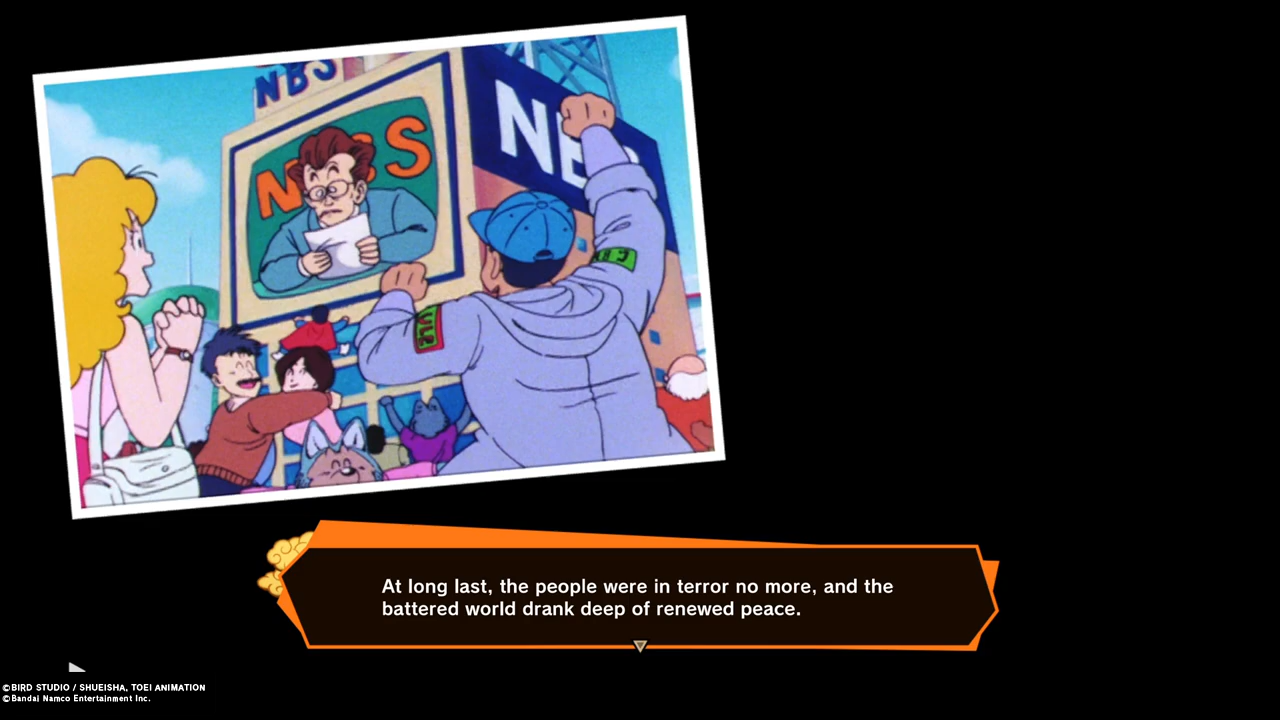 NBS
NBS
At long last, the people were in terror no more, and the
battered world drank deep of renewed peace.
©BIRD STUDIO / SHUEISHA, TOEI ANIMATION
©Bandai Namco Entertainment Inc.